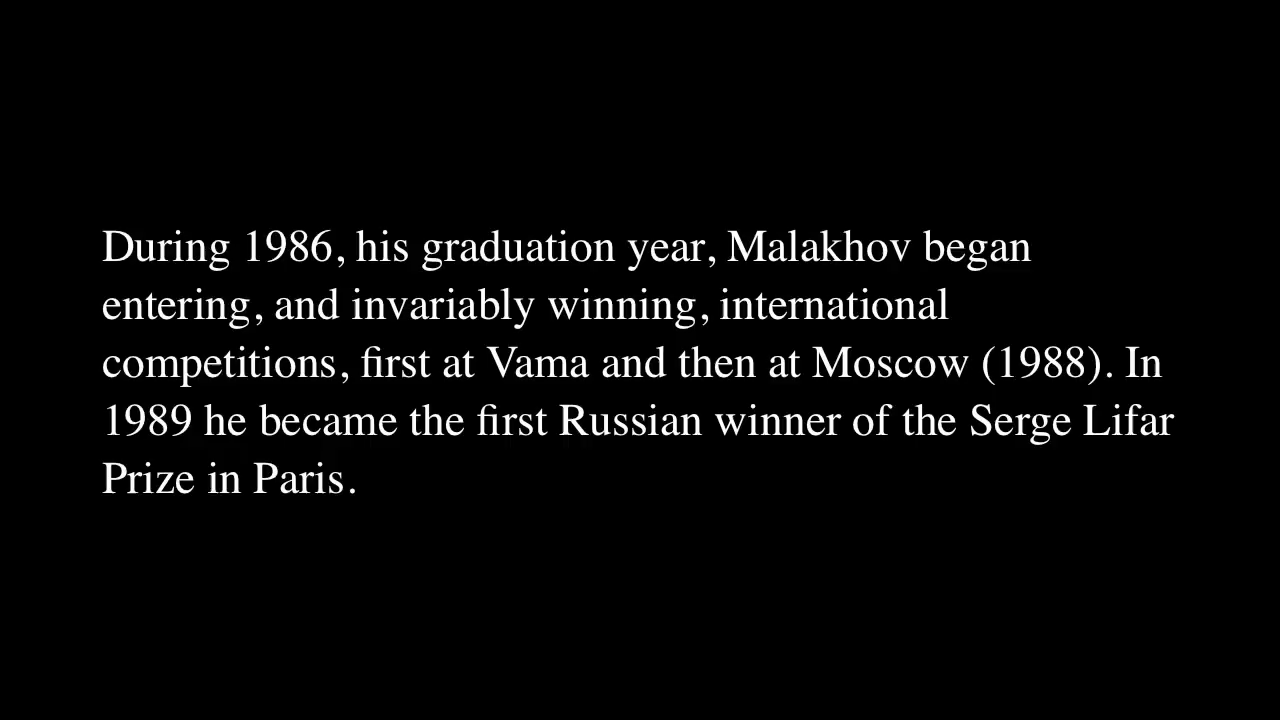 During 1986, his graduation year, Malakhov began
entering, and invariably winning, international
competitions, first at Vama and then at Moscow (1988). In
1989 he became the first Russian winner of the Serge Lifar
Prize in Paris.